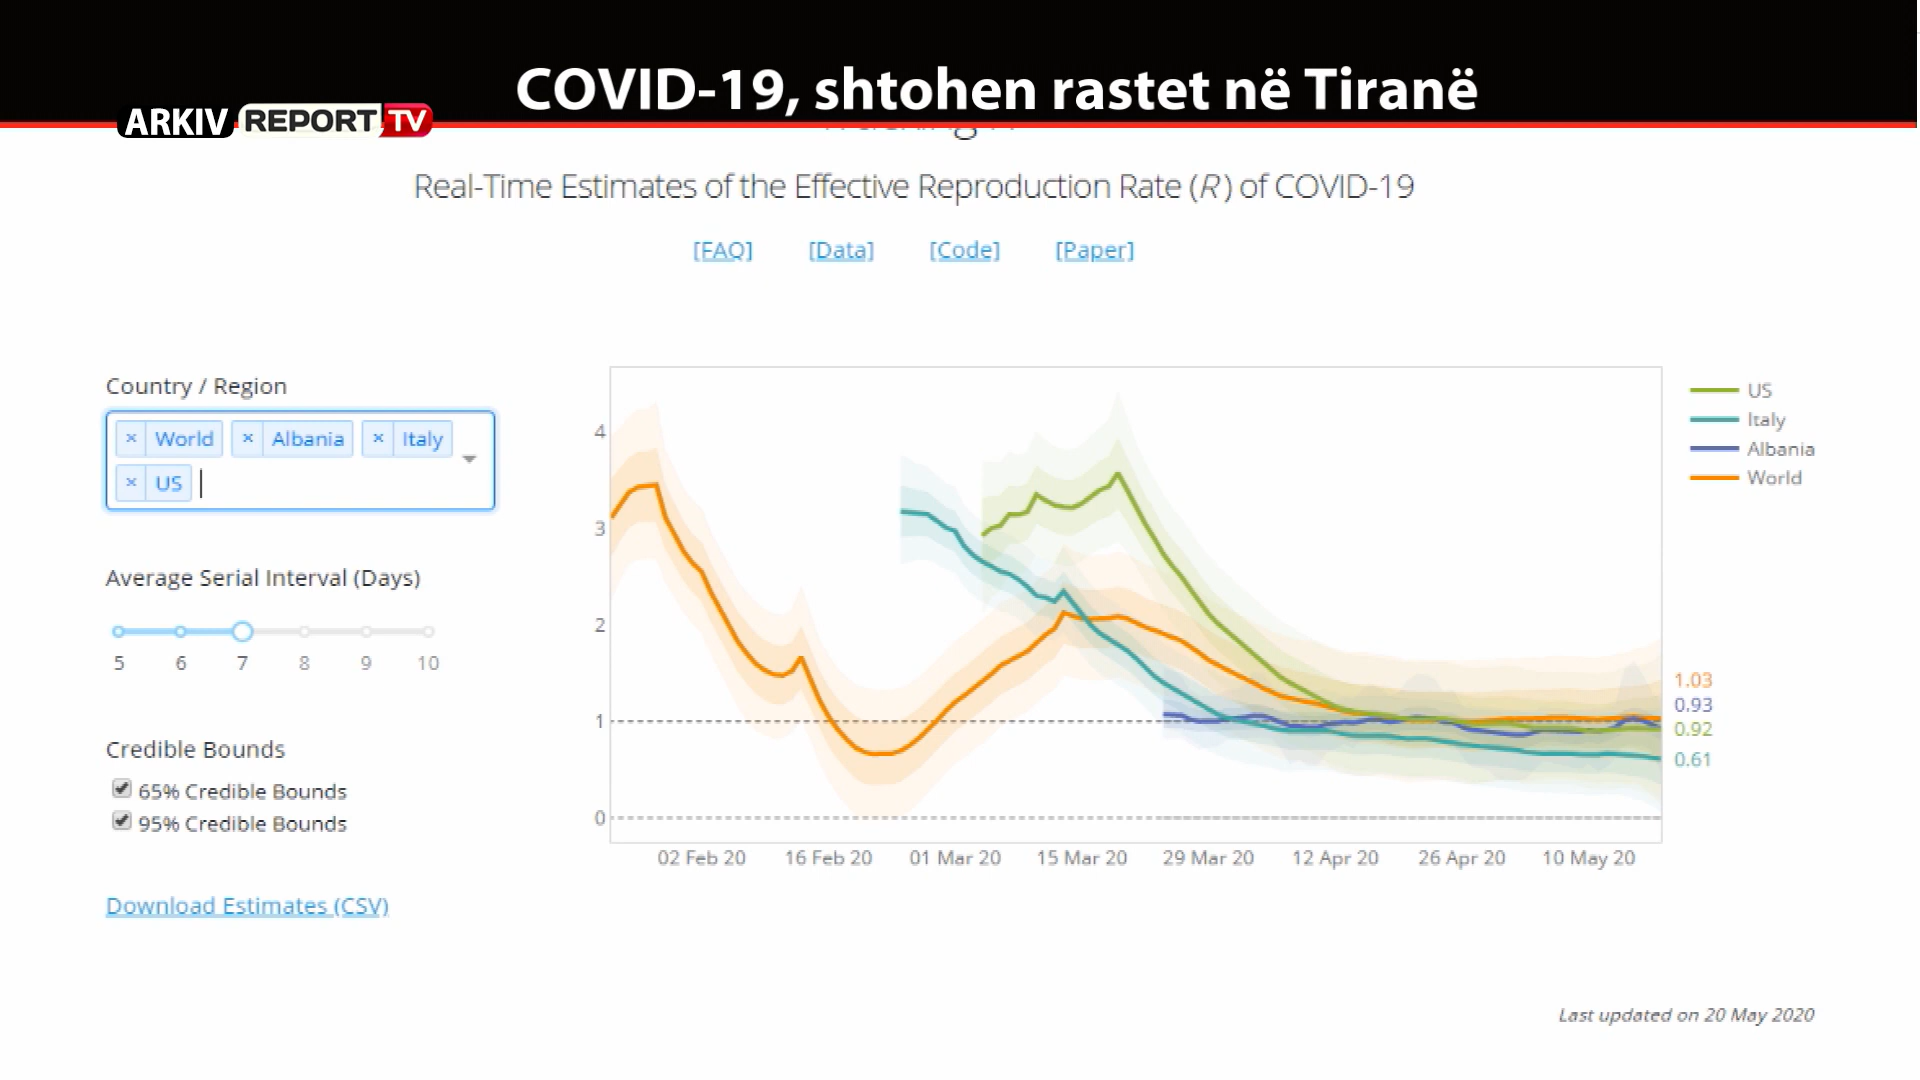 COVID-19, shtohen rastet në Tiranë
ARKIV REPORT TV
Real-Time Estimates of the Effective Reproduction Rate (R) of COVID-19
[FAQ] [Data] [Code] [Paper]
Country / Region
× World × Albania × Italy
× US
Average Serial Interval (Days)
5 6 7 8 9 10
Credible Bounds
65% Credible Bounds
95% Credible Bounds
Download Estimates (CSV)
4
3
2
1
0
02 Feb 20 16 Feb 20 01 Mar 20 15 Mar 20 29 Mar 20 12 Apr 20 26 Apr 20 10 May 20
US
Italy
Albania
World
1.03
0.93
0.92
0.61
Last updated on 20 May 2020